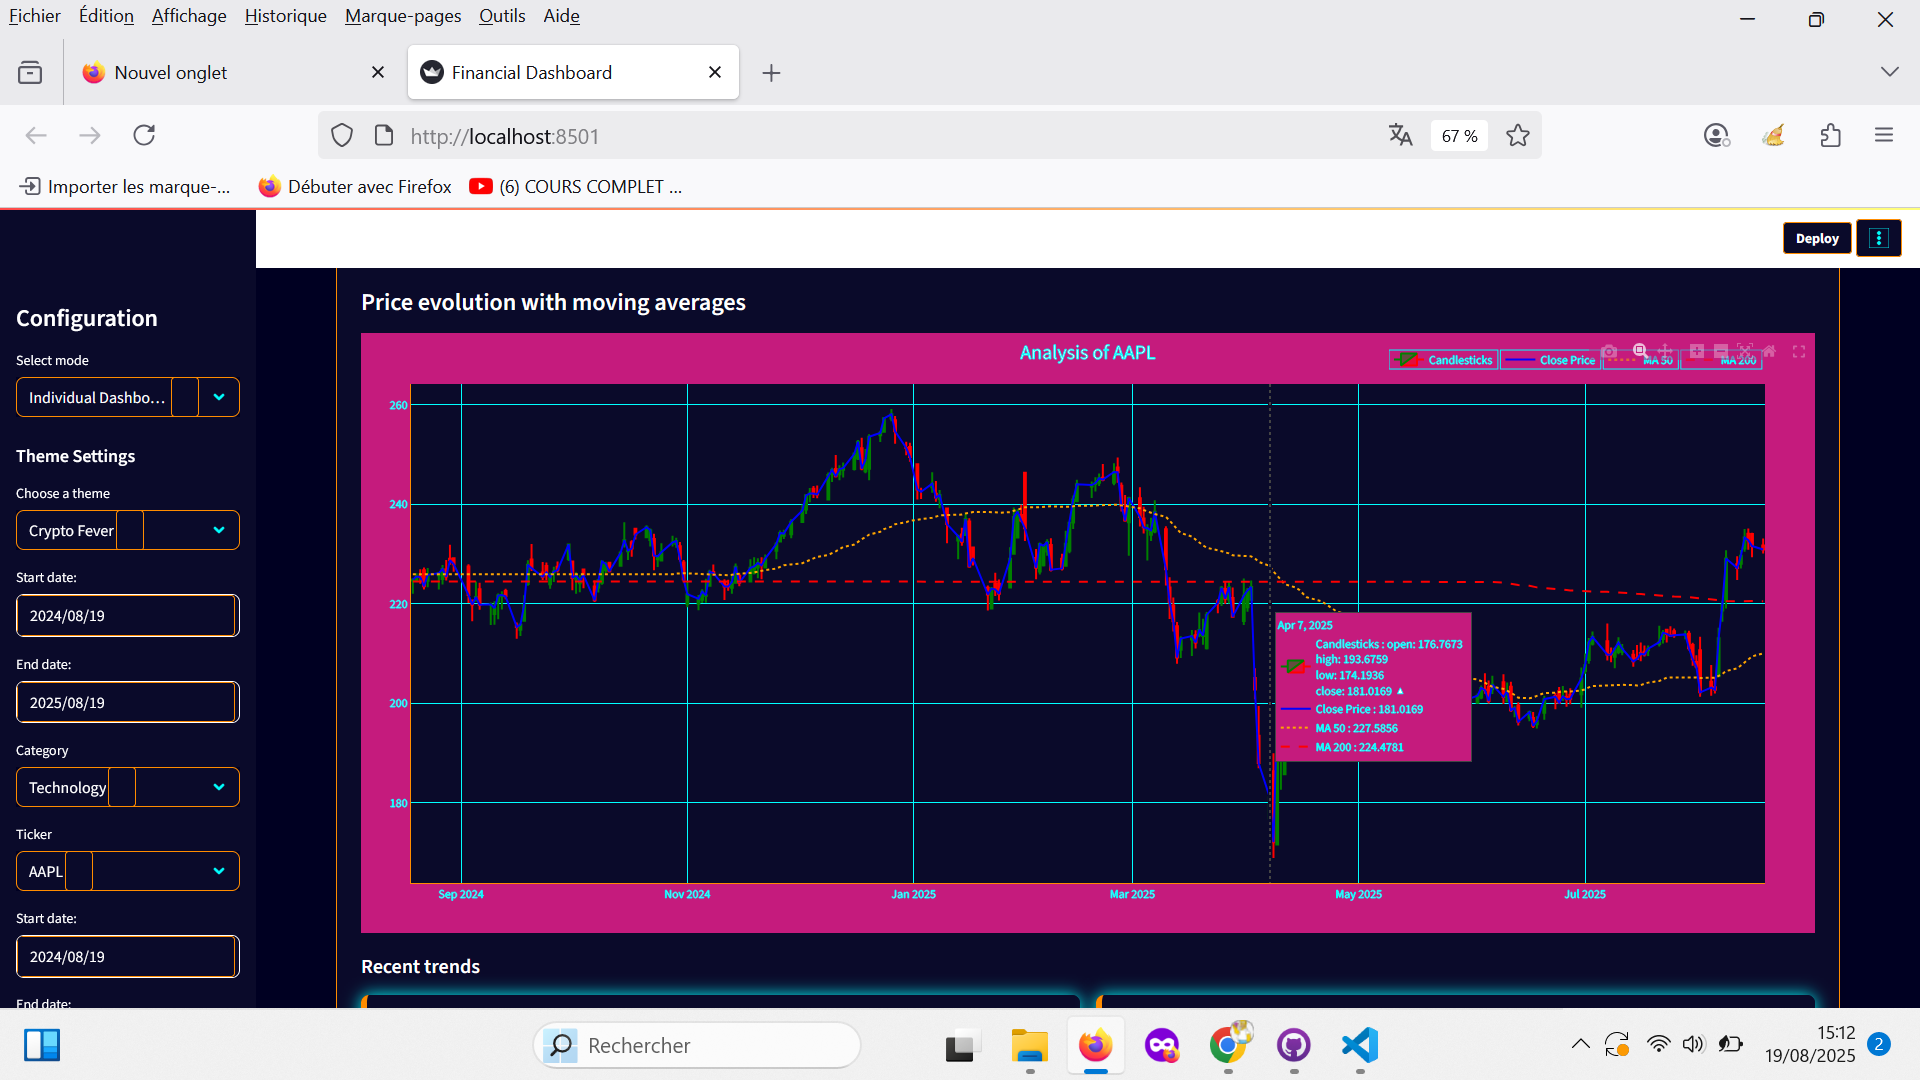 Fichier Édition Affichage Historique Marque-pages Outils Aide
Nouvel onglet
Financial Dashboard
http://localhost:8501
67 %
Importer les marque-...
Débuter avec Firefox
(6) COURS COMPLET ...
Deploy
Configuration
Select mode
Individual Dashbo...
Theme Settings
Choose a theme
Crypto Fever
Start date:
2024/08/19
End date:
2025/08/19
Category
Technology
Ticker
AAPL
Start date:
2024/08/19
End date:
Price evolution with moving averages
Analysis of AAPL
Candlesticks
Close Price
MA 50
MA 200
260
240
220
200
180
Sep 2024
Nov 2024
Jan 2025
Mar 2025
May 2025
Jul 2025
Apr 7, 2025
Candlesticks : open: 176.7673
high: 193.6759
low: 174.1936
close: 181.0169 ▲
Close Price : 181.0169
MA 50 : 227.5856
MA 200 : 224.4781
Recent trends
Rechercher
15:12
19/08/2025
2